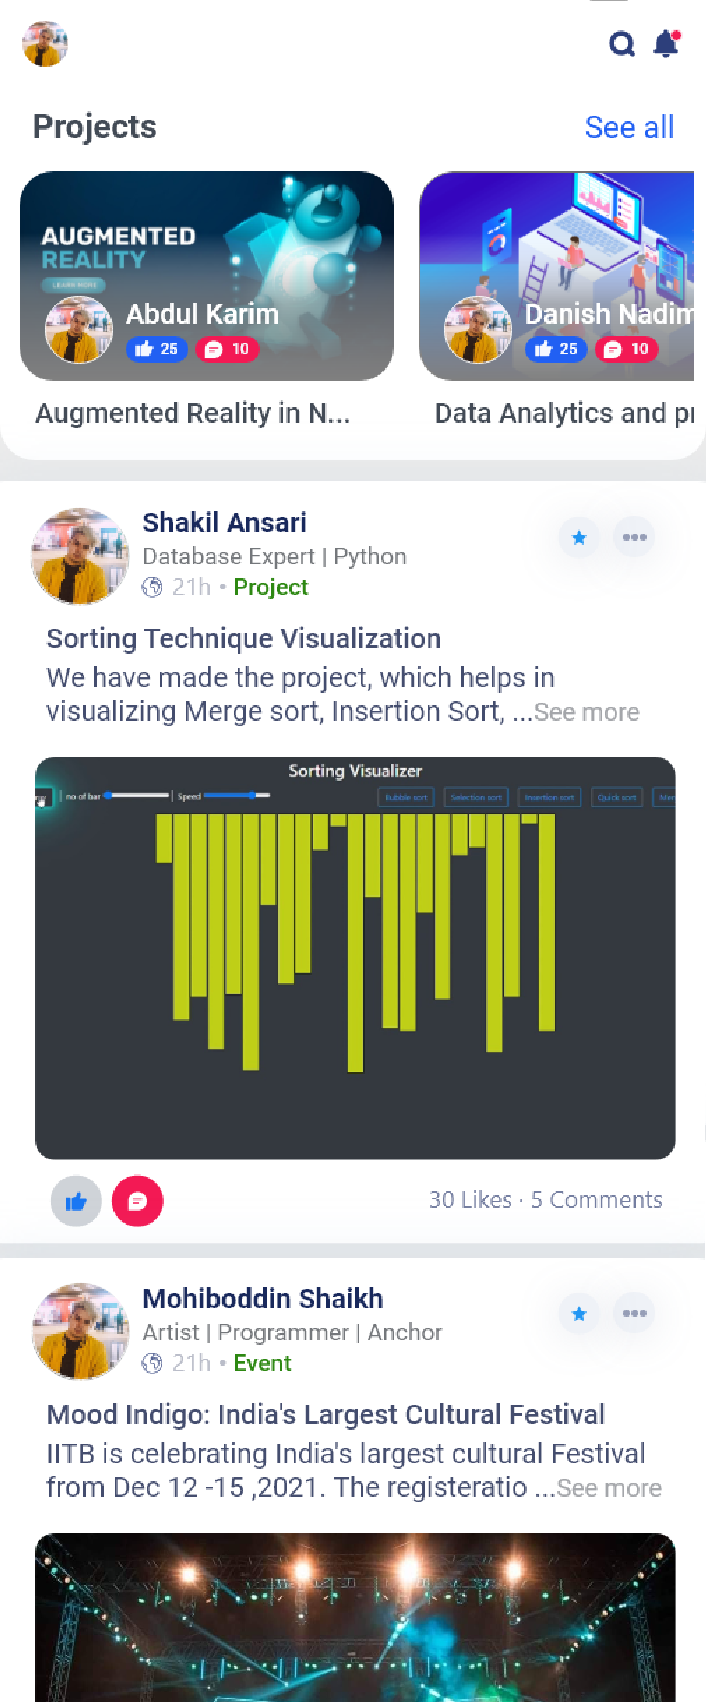 Projects
See all
AUGMENTED
REALITY
LEARN MORE
Abdul Karim
25
10
Danish Nadim
25
10
Augmented Reality in N...
Data Analytics and
Shakil Ansari
Database Expert | Python
21h • Project
Sorting Technique Visualization
We have made the project, which helps in
visualizing Merge sort, Insertion Sort, ...See more
Sorting Visualizer
no of bar
Speed
Bubble sort
Selection sort
Insertion sort
Quick sort
Mer
30 Likes · 5 Comments
Mohiboddin Shaikh
Artist | Programmer | Anchor
21h • Event
Mood Indigo: India's Largest Cultural Festival
IITB is celebrating India's largest cultural Festival
from Dec 12 -15 ,2021. The registeratio ...See more